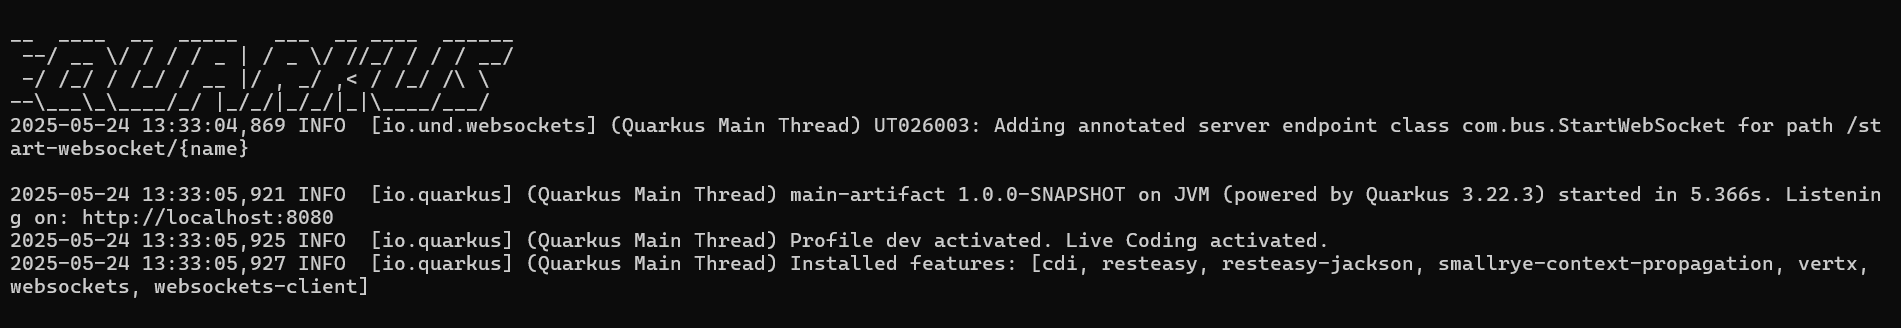 __  ____  __  _____   ___  __ ____  ______
 --/ __ \/ / / / _ | / _ \/ //_/ / / / __/
 -/ /_/ / /_/ / __ |/ , _/ ,< / /_/ /\ \
--\___\_\____/_/ |_/_/|_/_/|_|\____/___/
2025-05-24 13:33:04,869 INFO  [io.und.websockets] (Quarkus Main Thread) UT026003: Adding annotated server endpoint class com.bus.StartWebSocket for path /st
art-websocket/{name}
2025-05-24 13:33:05,921 INFO  [io.quarkus] (Quarkus Main Thread) main-artifact 1.0.0-SNAPSHOT on JVM (powered by Quarkus 3.22.3) started in 5.366s. Listenin
g on: http://localhost:8080
2025-05-24 13:33:05,925 INFO  [io.quarkus] (Quarkus Main Thread) Profile dev activated. Live Coding activated.
2025-05-24 13:33:05,927 INFO  [io.quarkus] (Quarkus Main Thread) Installed features: [cdi, resteasy, resteasy-jackson, smallrye-context-propagation, vertx,
websockets, websockets-client]